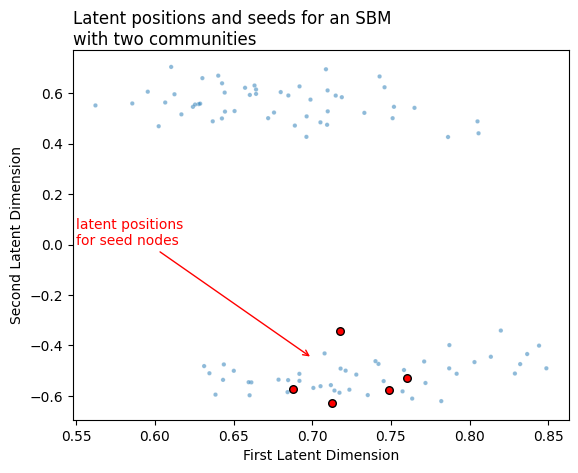 Latent positions and seeds for an SBM
with two communities
0.6
0.4
0.2
0.0
−0.2
−0.4
−0.6
Second Latent Dimension
latent positions
for seed nodes
0.55 0.60 0.65 0.70 0.75 0.80 0.85
First Latent Dimension